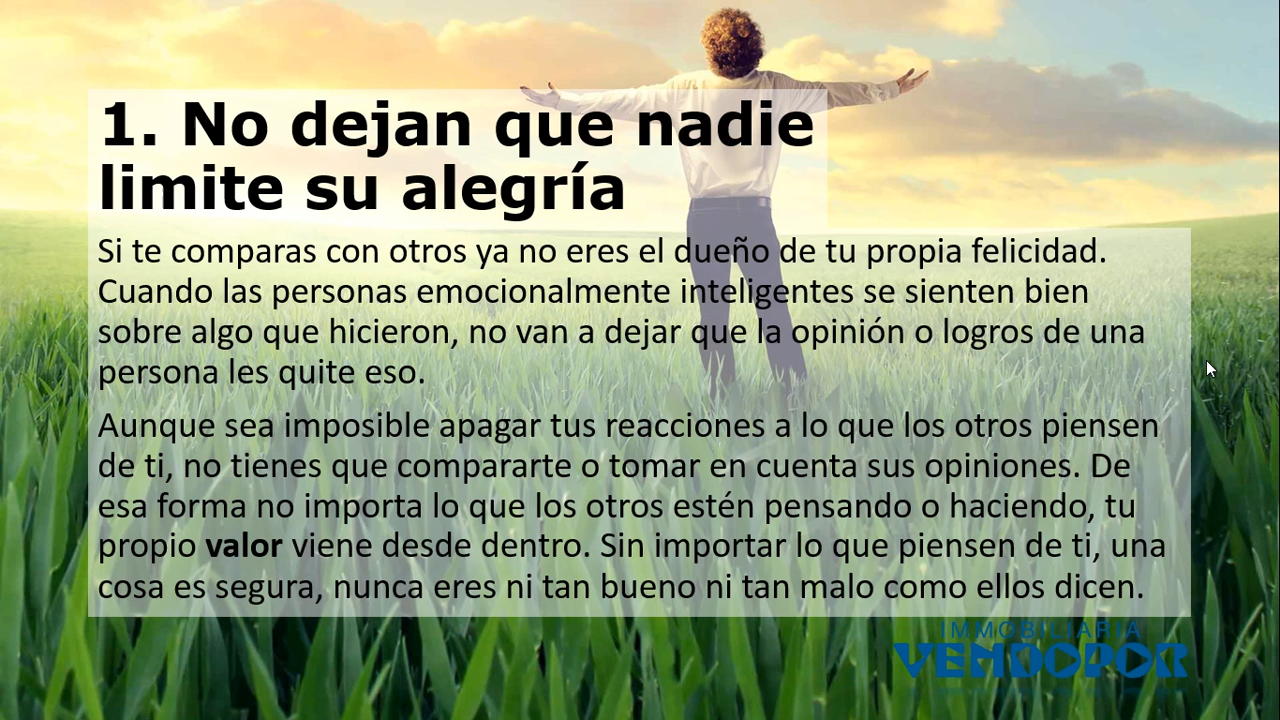 1. No dejan que nadie
limite su alegría
Si te comparas con otros ya no eres el dueño de tu propia felicidad.
Cuando las personas emocionalmente inteligentes se sienten bien
sobre algo que hicieron, no van a dejar que la opinión o logros de una
persona les quite eso.
Aunque sea imposible apagar tus reacciones a lo que los otros piensen
de ti, no tienes que compararte o tomar en cuenta sus opiniones. De
esa forma no importa lo que los otros estén pensando o haciendo, tu
propio valor viene desde dentro. Sin importar lo que piensen de ti, una
cosa es segura, nunca eres ni tan bueno ni tan malo como ellos dicen.
IMMOBILIARIA
VENDOPOR